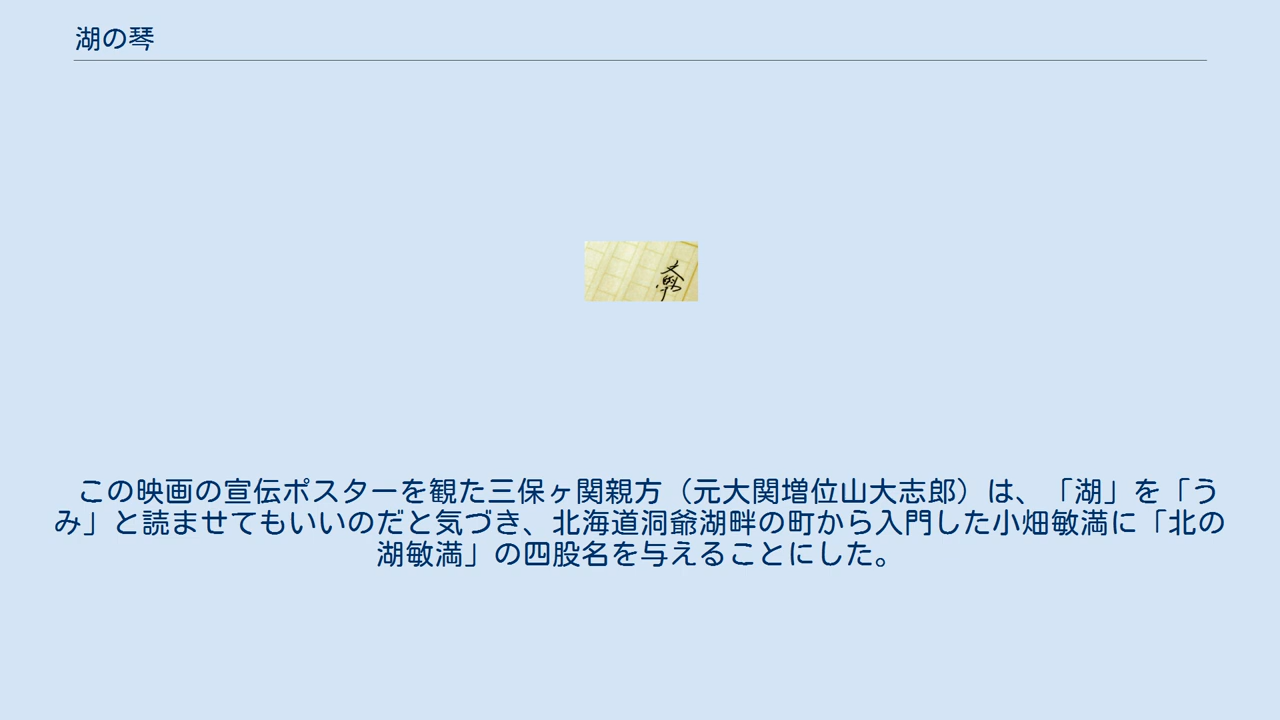 湖の琴
この映画の宣伝ポスターを観た三保ヶ関親方（元大関増位山大志郎）は、「湖」を「う
み」と読ませてもいいのだと気づき、北海道洞爺湖畔の町から入門した小畑敏満に「北の
湖敏満」の四股名を与えることにした。